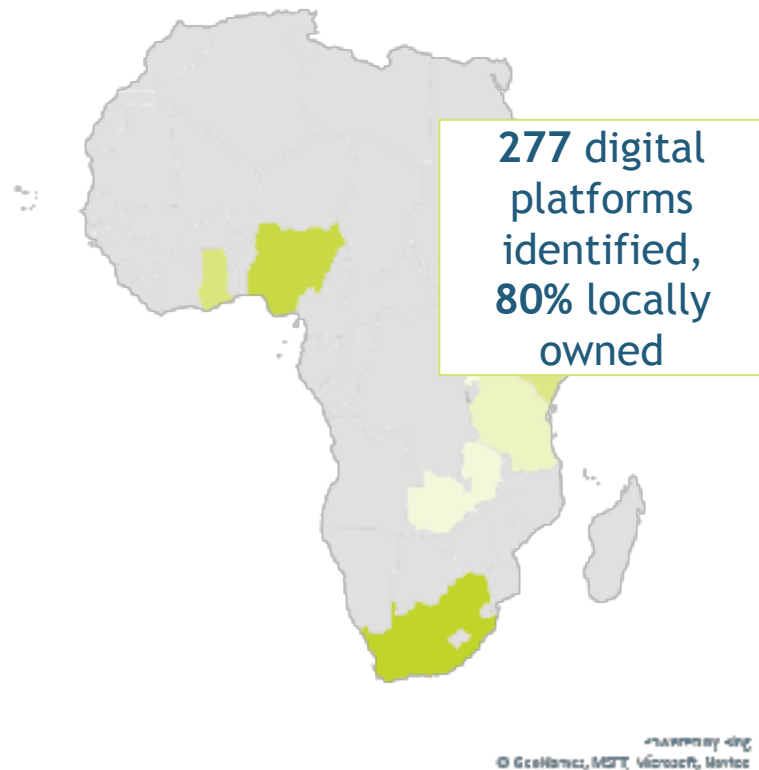 277 digital
platforms
identified,
80% locally
owned
© GeoNames, MSFT, Microsoft, Navteq